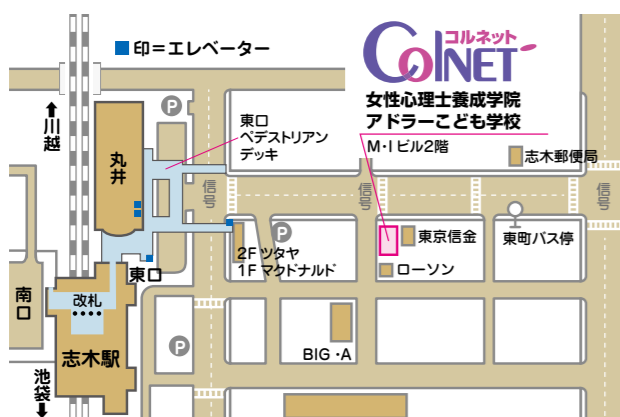 ■印=エレベーター
コルネット
COLNET
女性心理士養成学院
アドラーこども学校
M・Iビル2階
↑川越
P
東口
ペデストリアン
デッキ
丸井
信号
信号
信号
志木郵便局
P
2F ツタヤ
1F マクドナルド
東京信金
東町バス停
ローソン
東口
南口
改札
志木駅
P
BIG・A
池袋↓